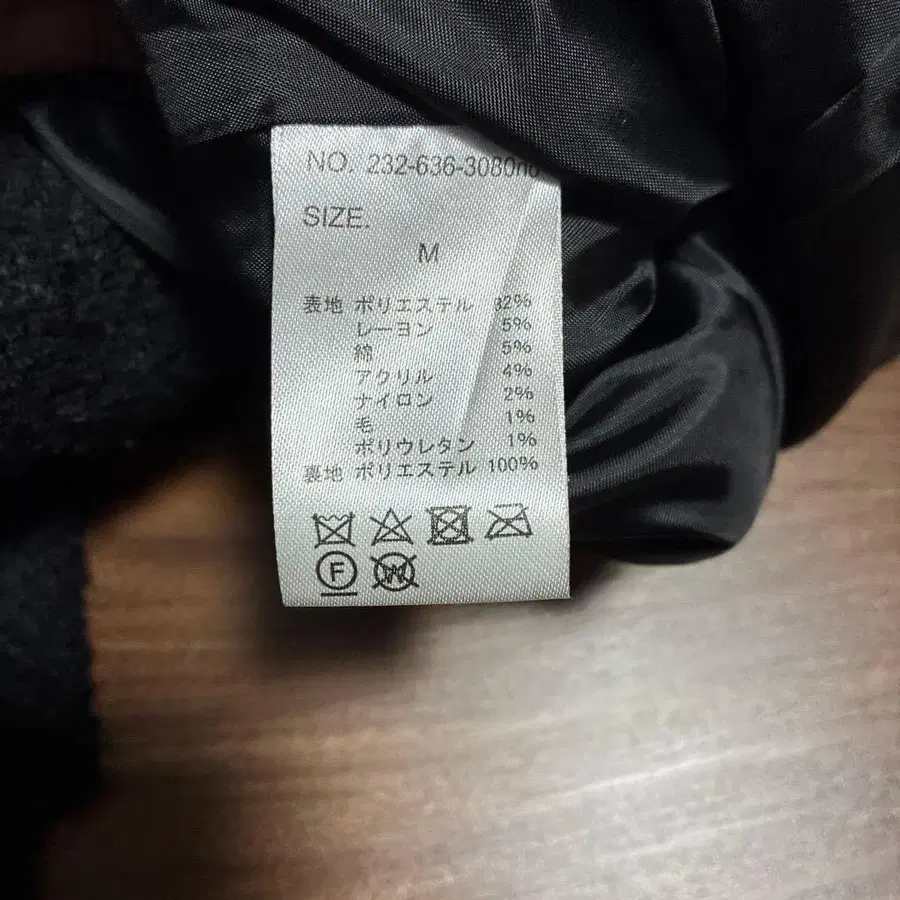 NO. 232-636-3080
SIZE.
M
表地 ポリエステル 82%
レーヨン 5%
綿 5%
アクリル 4%
ナイロン 2%
毛 1%
ポリウレタン 1%
裏地 ポリエステル 100%
F W